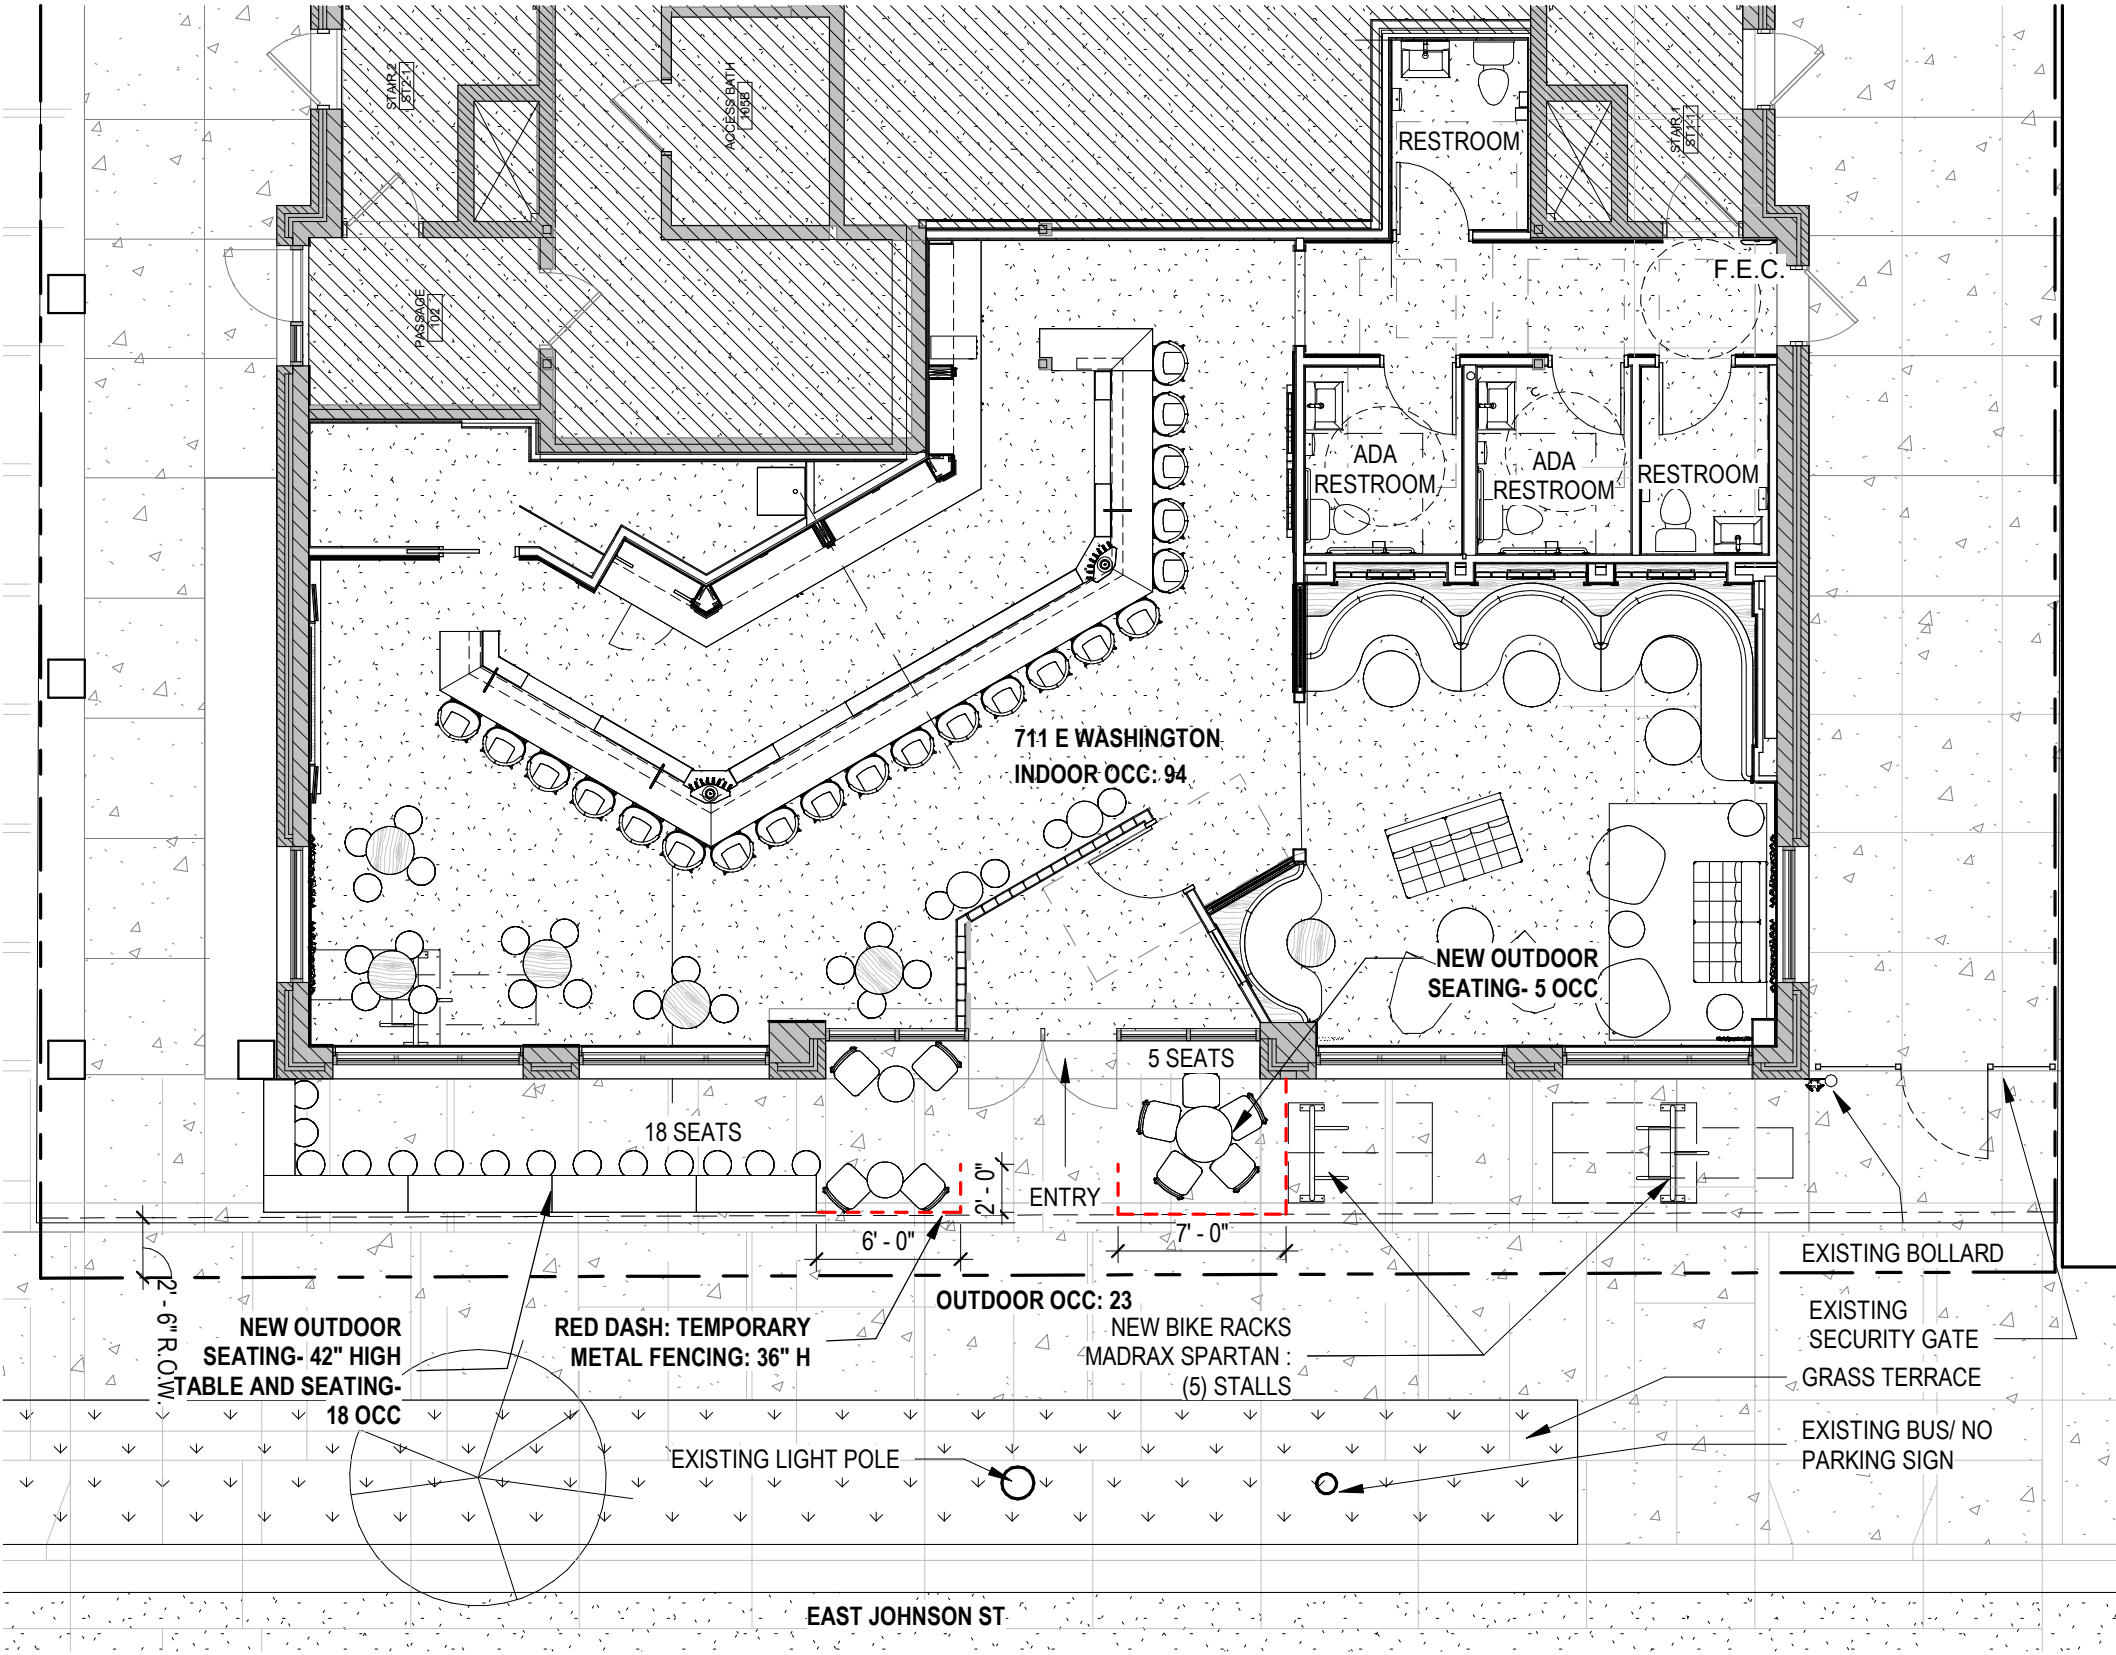 STAIR 2
ST2-1
ACCESS BATH
105B
RESTROOM
STAIR 1
ST1-1
F.E.C.
PASSAGE
102
ADA
RESTROOM
ADA
RESTROOM
RESTROOM
711 E WASHINGTON
INDOOR OCC: 94
NEW OUTDOOR
SEATING- 5 OCC
5 SEATS
18 SEATS
ENTRY
2' - 0"
6' - 0"
7' - 0"
2' - 6" R.O.W.
OUTDOOR OCC: 23
NEW OUTDOOR
SEATING- 42" HIGH
TABLE AND SEATING-
18 OCC
RED DASH: TEMPORARY
METAL FENCING: 36" H
NEW BIKE RACKS
MADRAX SPARTAN :
(5) STALLS
EXISTING BOLLARD
EXISTING
SECURITY GATE
GRASS TERRACE
EXISTING BUS/ NO
PARKING SIGN
EXISTING LIGHT POLE
EAST JOHNSON ST